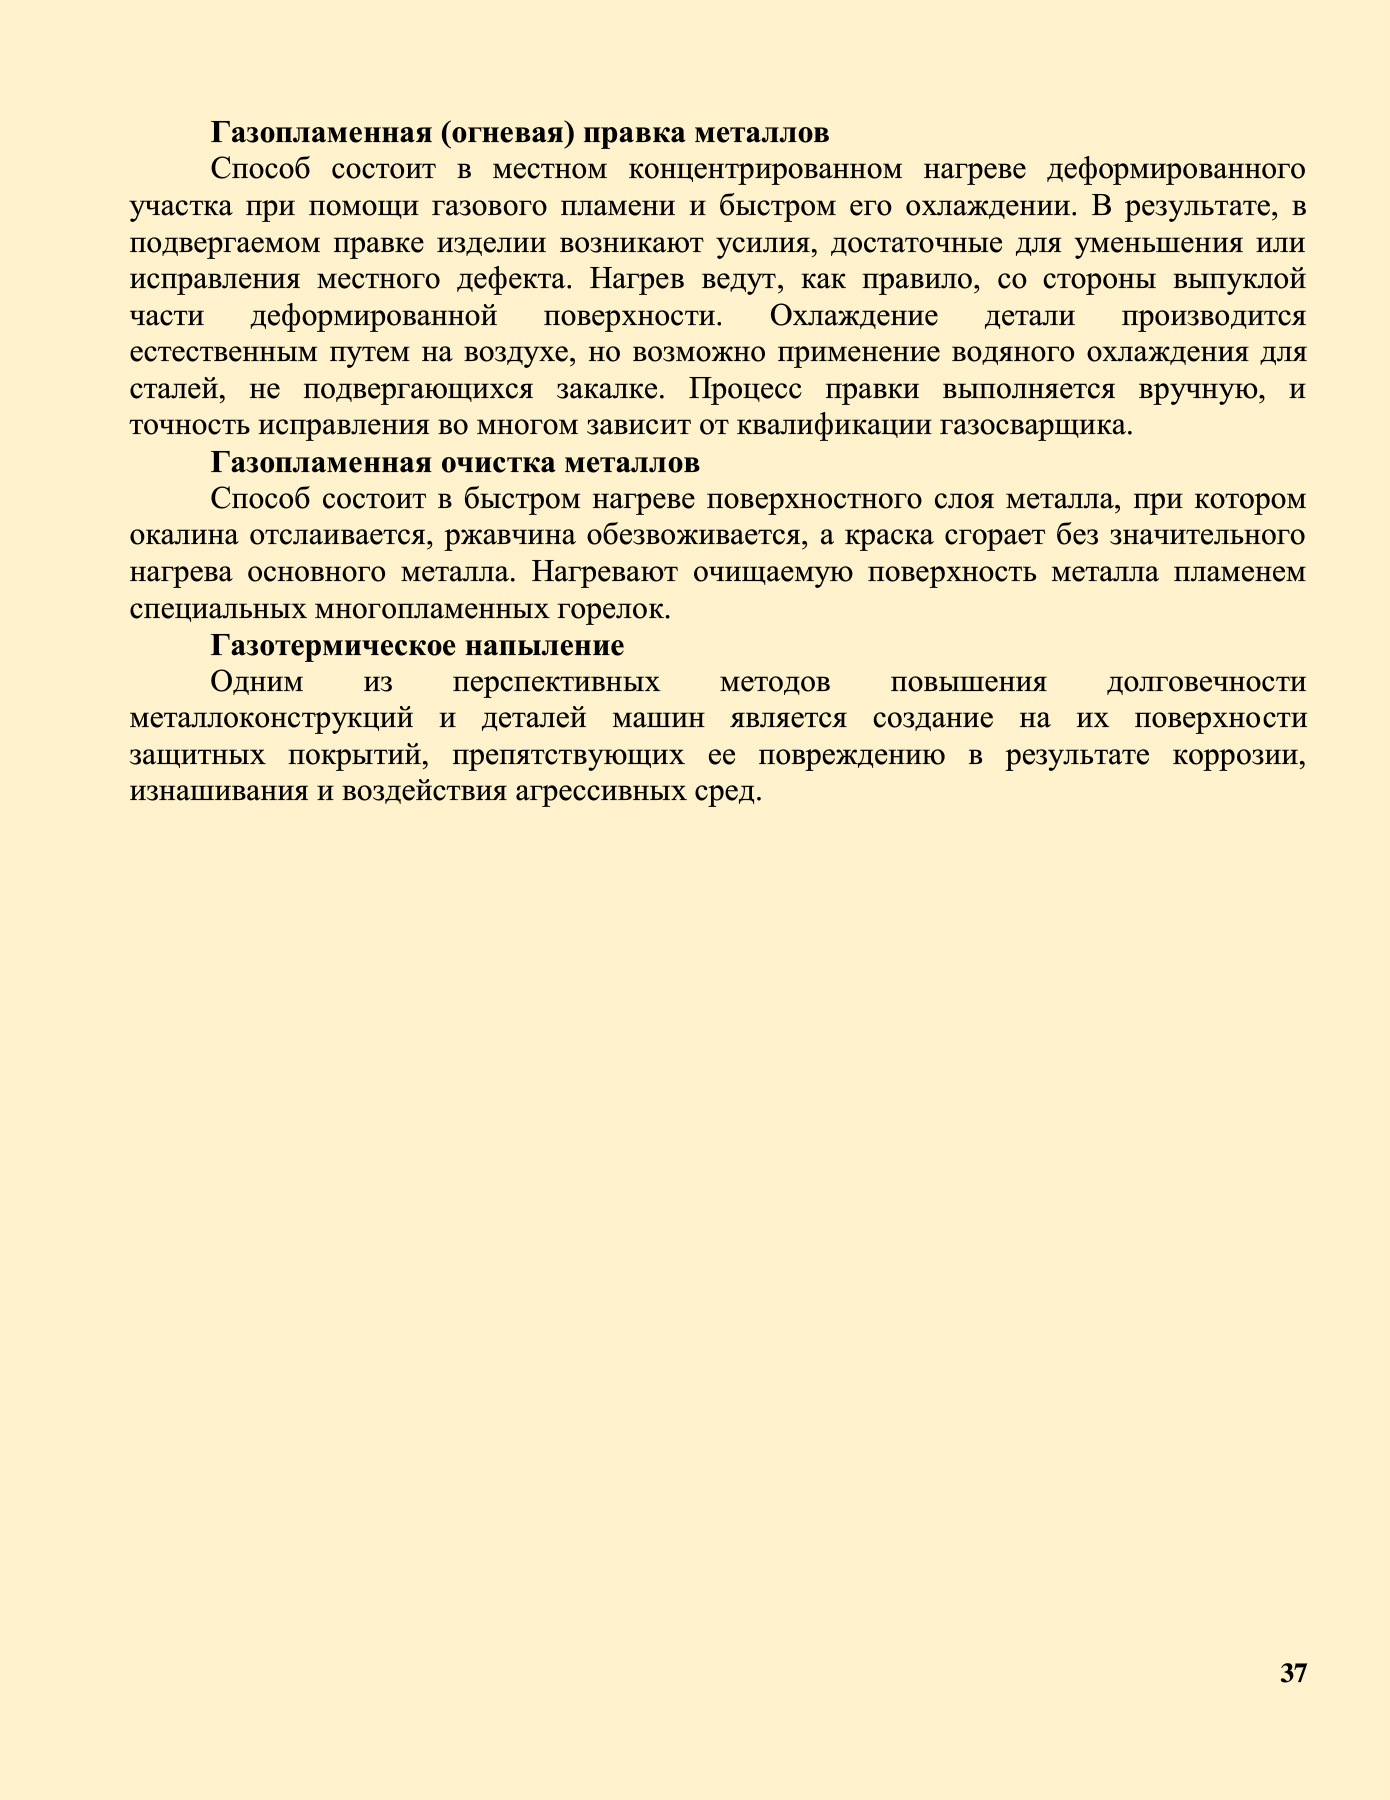 Газопламенная (огневая) правка металлов
Способ состоит в местном концентрированном нагреве деформированного
участка при помощи газового пламени и быстром его охлаждении. В результате, в
подвергаемом правке изделии возникают усилия, достаточные для уменьшения или
исправления местного дефекта. Нагрев ведут, как правило, со стороны выпуклой
части деформированной поверхности. Охлаждение детали производится
естественным путем на воздухе, но возможно применение водяного охлаждения для
сталей, не подвергающихся закалке. Процесс правки выполняется вручную, и
точность исправления во многом зависит от квалификации газосварщика.
Газопламенная очистка металлов
Способ состоит в быстром нагреве поверхностного слоя металла, при котором
окалина отслаивается, ржавчина обезвоживается, а краска сгорает без значительного
нагрева основного металла. Нагревают очищаемую поверхность металла пламенем
специальных многопламенных горелок.
Газотермическое напыление
Одним из перспективных методов повышения долговечности
металлоконструкций и деталей машин является создание на их поверхности
защитных покрытий, препятствующих ее повреждению в результате коррозии,
изнашивания и воздействия агрессивных сред.
37